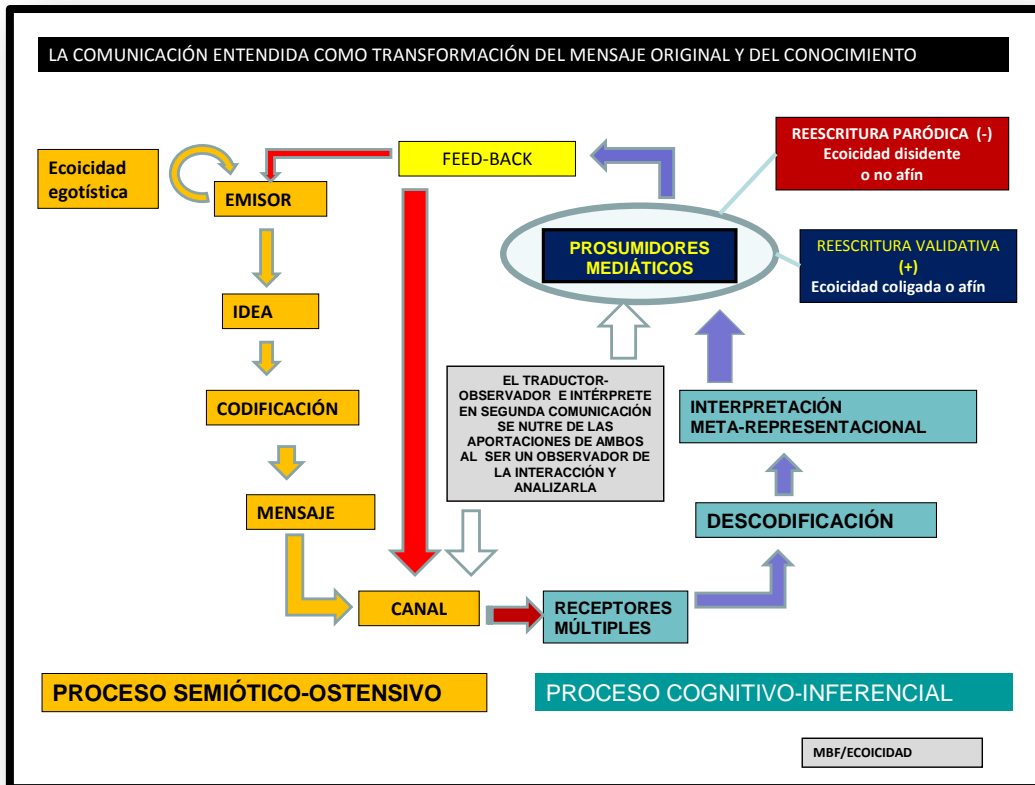 LA COMUNICACIÓN ENTENDIDA COMO TRANSFORMACIÓN DEL MENSAJE ORIGINAL Y DEL CONOCIMIENTO
Ecoicidad
egotística
EMISOR
IDEA
CODIFICACIÓN
MENSAJE
CANAL
FEED-BACK
PROSUMIDORES
MEDIÁTICOS
REESCRITURA PARÓDICA (-)
Ecoicidad disidente
o no afín
REESCRITURA VALIDATIVA
(+)
Ecoicidad coligada o afín
EL TRADUCTOR-
OBSERVADOR E INTÉRPRETE
EN SEGUNDA COMUNICACIÓN
SE NUTRE DE LAS
APORTACIONES DE AMBOS
AL SER UN OBSERVADOR DE
LA INTERACCIÓN Y
ANALIZARLA
INTERPRETACIÓN
META-REPRESENTACIONAL
DESCODIFICACIÓN
RECEPTORES
MÚLTIPLES
PROCESO SEMIÓTICO-OSTENSIVO
PROCESO COGNITIVO-INFERENCIAL
MBF/ECOICIDAD